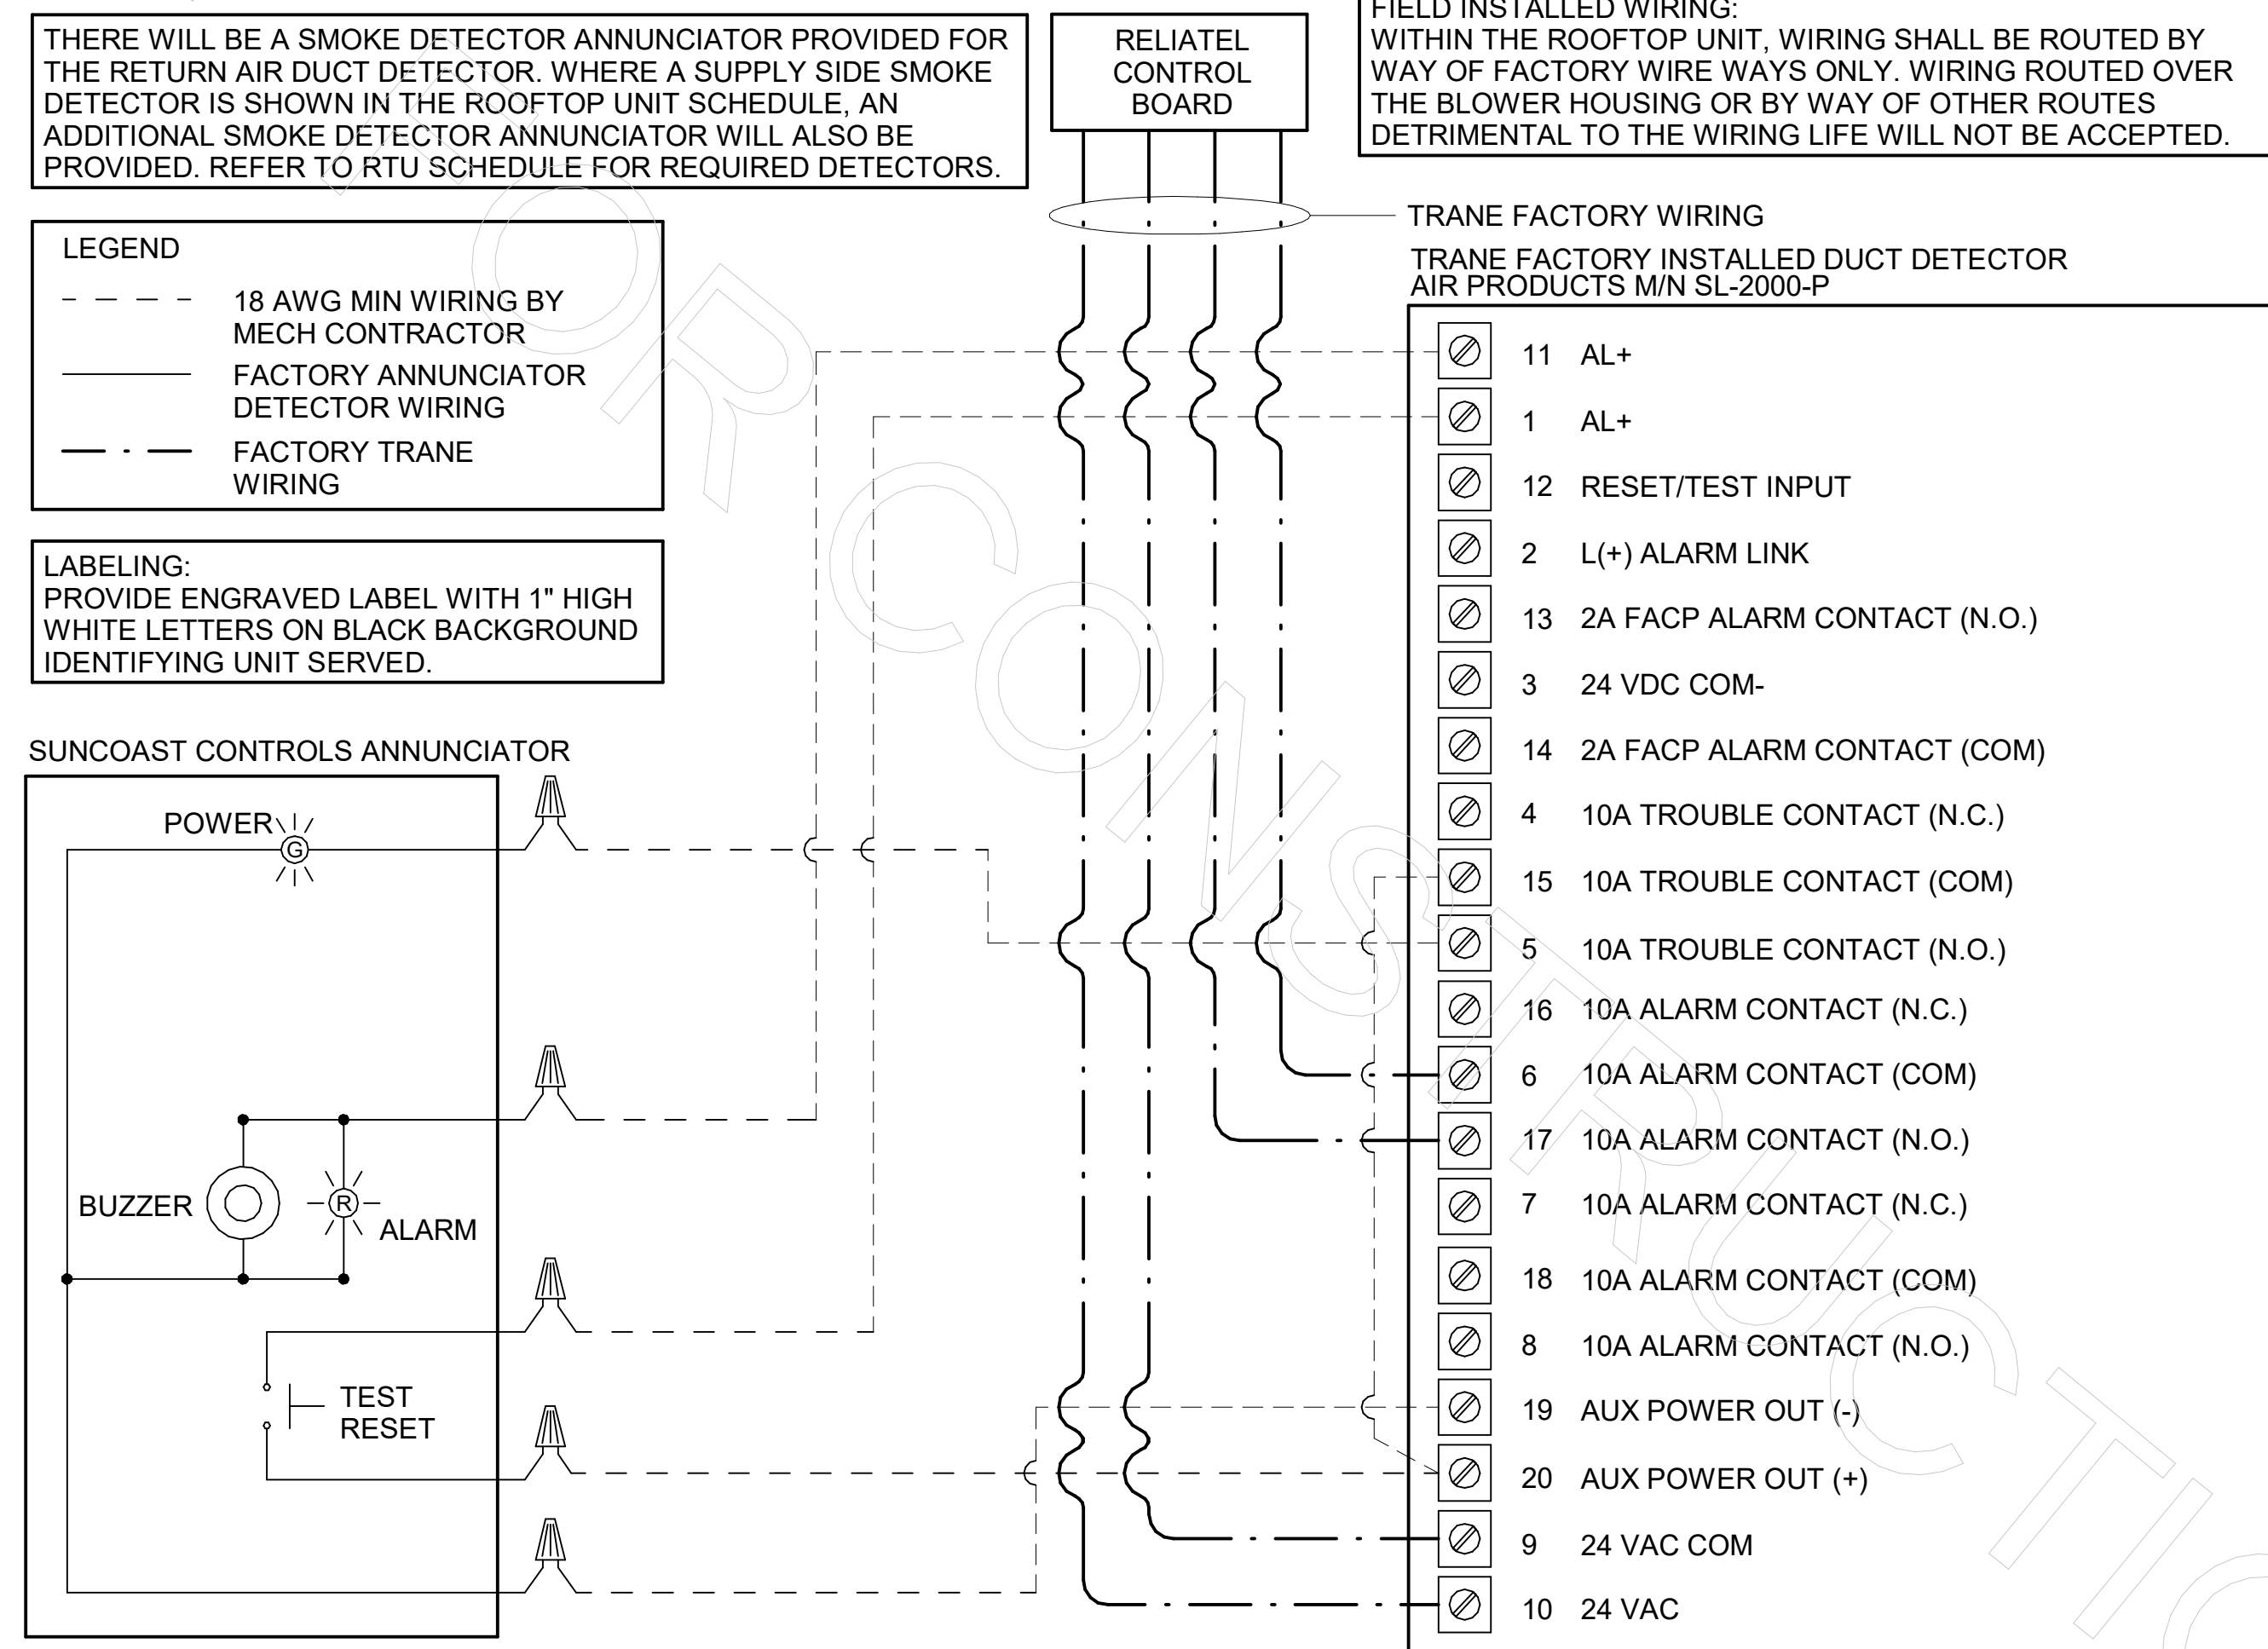 THERE WILL BE A SMOKE DETECTOR ANNUNCIATOR PROVIDED FOR
THE RETURN AIR DUCT DETECTOR. WHERE A SUPPLY SIDE SMOKE
DETECTOR IS SHOWN IN THE ROOFTOP UNIT SCHEDULE, AN
ADDITIONAL SMOKE DETECTOR ANNUNCIATOR WILL ALSO BE
PROVIDED. REFER TO RTU SCHEDULE FOR REQUIRED DETECTORS.
RELIATEL
CONTROL
BOARD
FIELD INSTALLED WIRING:
WITHIN THE ROOFTOP UNIT, WIRING SHALL BE ROUTED BY
WAY OF FACTORY WIRE WAYS ONLY. WIRING ROUTED OVER
THE BLOWER HOUSING OR BY WAY OF OTHER ROUTES
DETRIMENTAL TO THE WIRING LIFE WILL NOT BE ACCEPTED.
LEGEND
18 AWG MIN WIRING BY
MECH CONTRACTOR
FACTORY ANNUNCIATOR
DETECTOR WIRING
FACTORY TRANE
WIRING
LABELING:
PROVIDE ENGRAVED LABEL WITH 1" HIGH
WHITE LETTERS ON BLACK BACKGROUND
IDENTIFYING UNIT SERVED.
TRANE FACTORY WIRING
TRANE FACTORY INSTALLED DUCT DETECTOR
AIR PRODUCTS M/N SL-2000-P
11 AL+
1 AL+
12 RESET/TEST INPUT
2 L(+) ALARM LINK
13 2A FACP ALARM CONTACT (N.O.)
3 24 VDC COM-
14 2A FACP ALARM CONTACT (COM)
4 10A TROUBLE CONTACT (N.C.)
15 10A TROUBLE CONTACT (COM)
5 10A TROUBLE CONTACT (N.O.)
16 10A ALARM CONTACT (N.C.)
6 10A ALARM CONTACT (COM)
17 10A ALARM CONTACT (N.O.)
7 10A ALARM CONTACT (N.C.)
18 10A ALARM CONTACT (COM)
8 10A ALARM CONTACT (N.O.)
19 AUX POWER OUT (-)
20 AUX POWER OUT (+)
9 24 VAC COM
10 24 VAC
SUNCOAST CONTROLS ANNUNCIATOR
POWER
G
BUZZER
R
ALARM
TEST
RESET
FOR CONSTRUCTIO